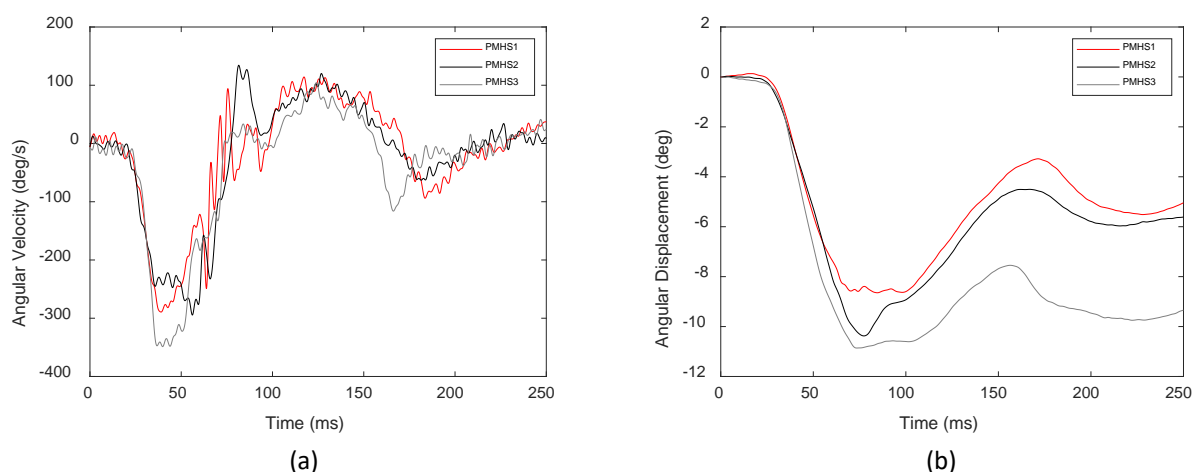 200
100
0
-100
-200
-300
-400
Angular Velocity (deg/s)
PMHS1
PMHS2
PMHS3
0 50 100 150 200 250
Time (ms)
(a)
2
0
-2
-4
-6
-8
-10
-12
Angular Displacement (deg)
PMHS1
PMHS2
PMHS3
0 50 100 150 200 250
Time (ms)
(b)